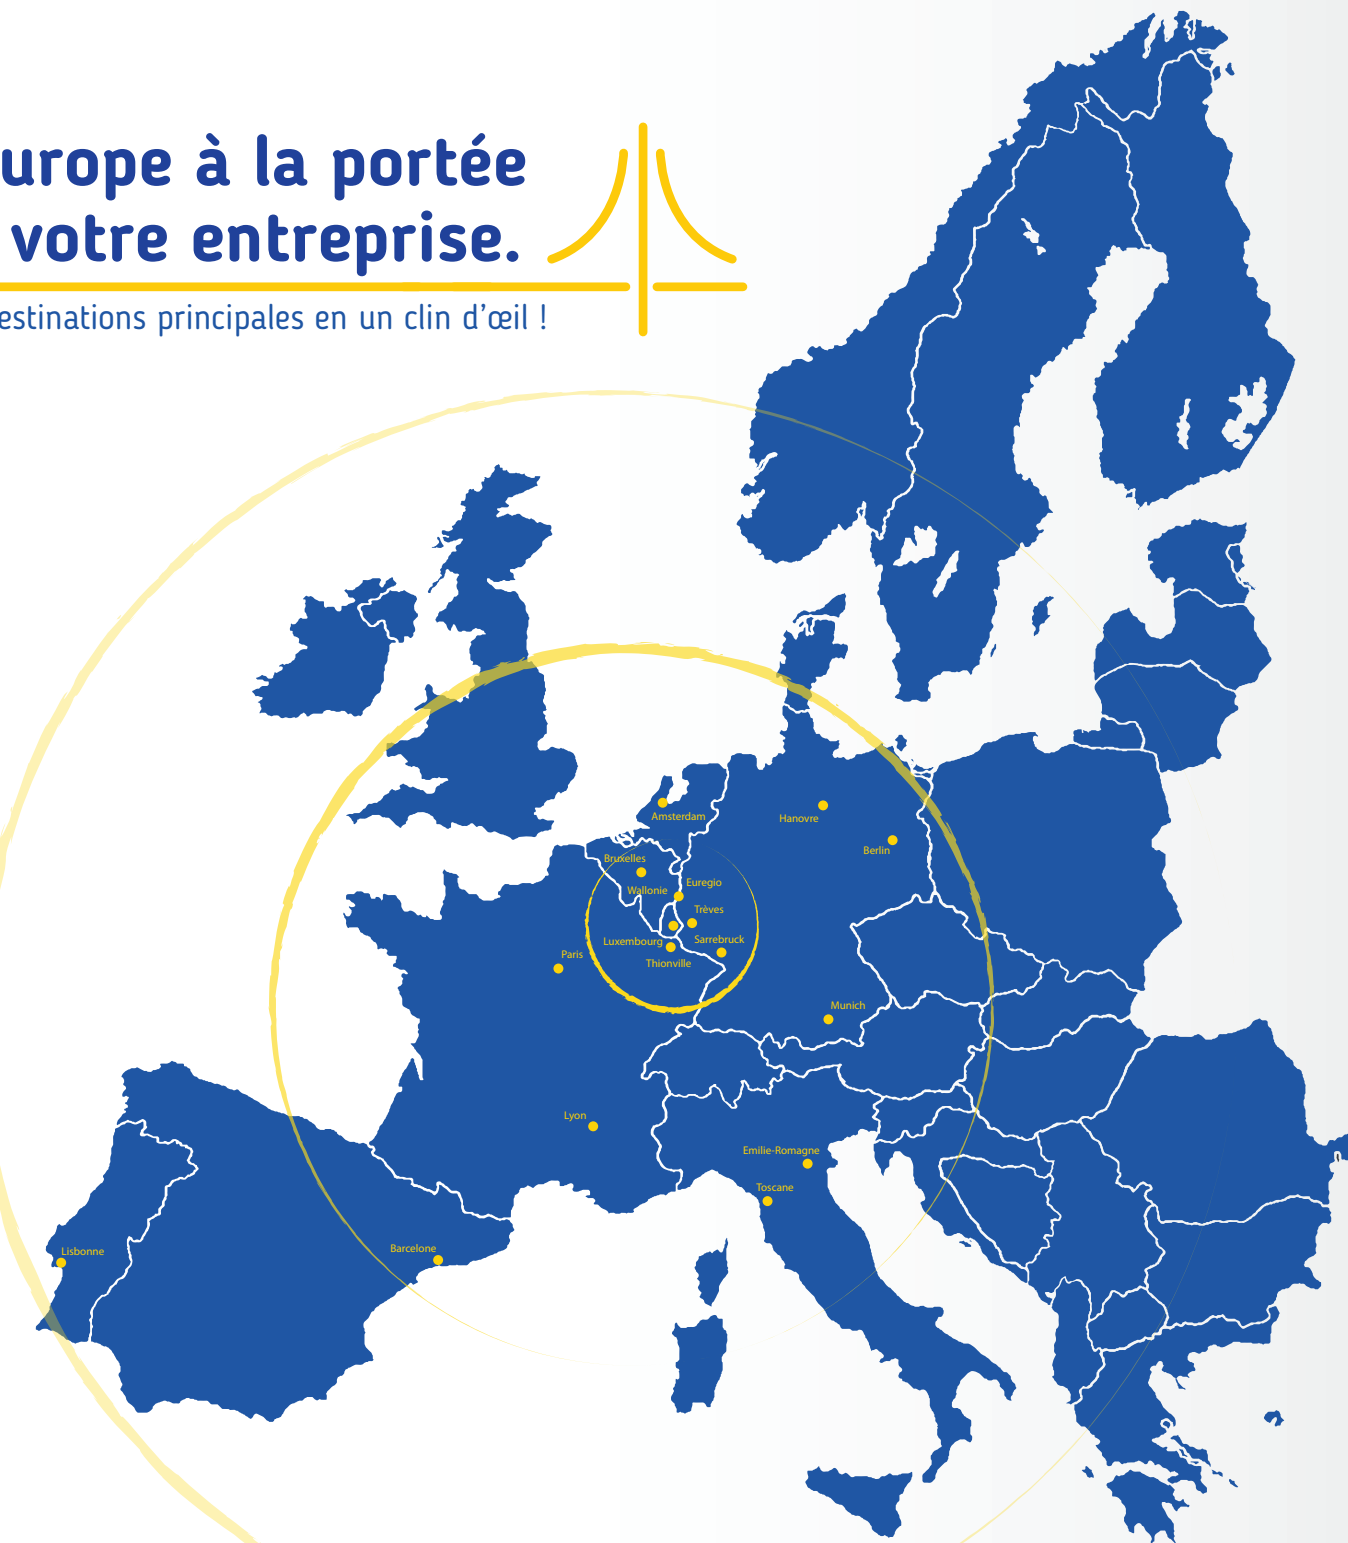 urope à la portée
votre entreprise.
estinations principales en un clin d'œil !
Amsterdam
Hanovre
Berlin
Bruxelles
Euregio
Wallonie
Trèves
Luxembourg
Sarrebruck
Paris
Thionville
Munich
Lyon
Emilie-Romagne
Toscane
Barcelone
Lisbonne